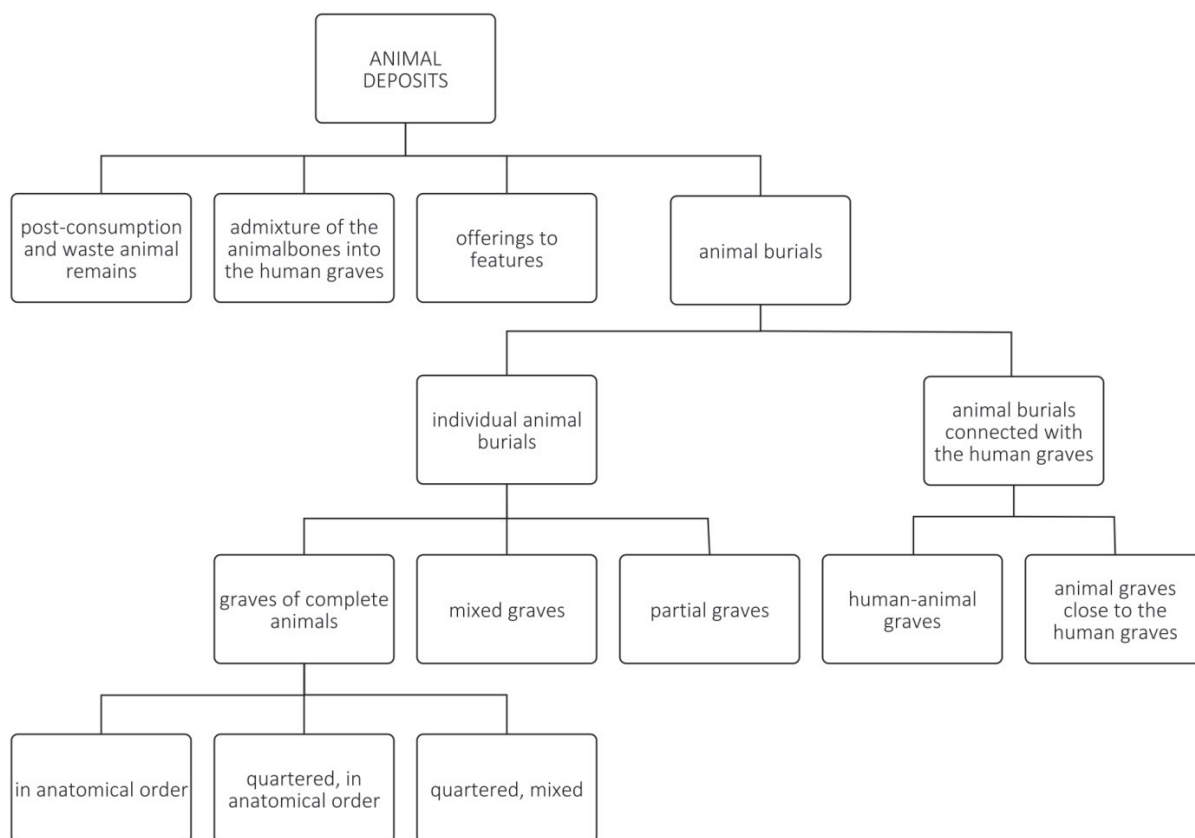 ANIMAL
DEPOSITS
post-consumption
and waste animal
remains
admixture of the
animalbones into
the human graves
offerings to
features
animal burials
individual animal
burials
animal burials
connected with
the human graves
graves of complete
animals
mixed graves
partial graves
human-animal
graves
animal graves
close to the
human graves
in anatomical order
quartered, in
anatomical order
quartered, mixed